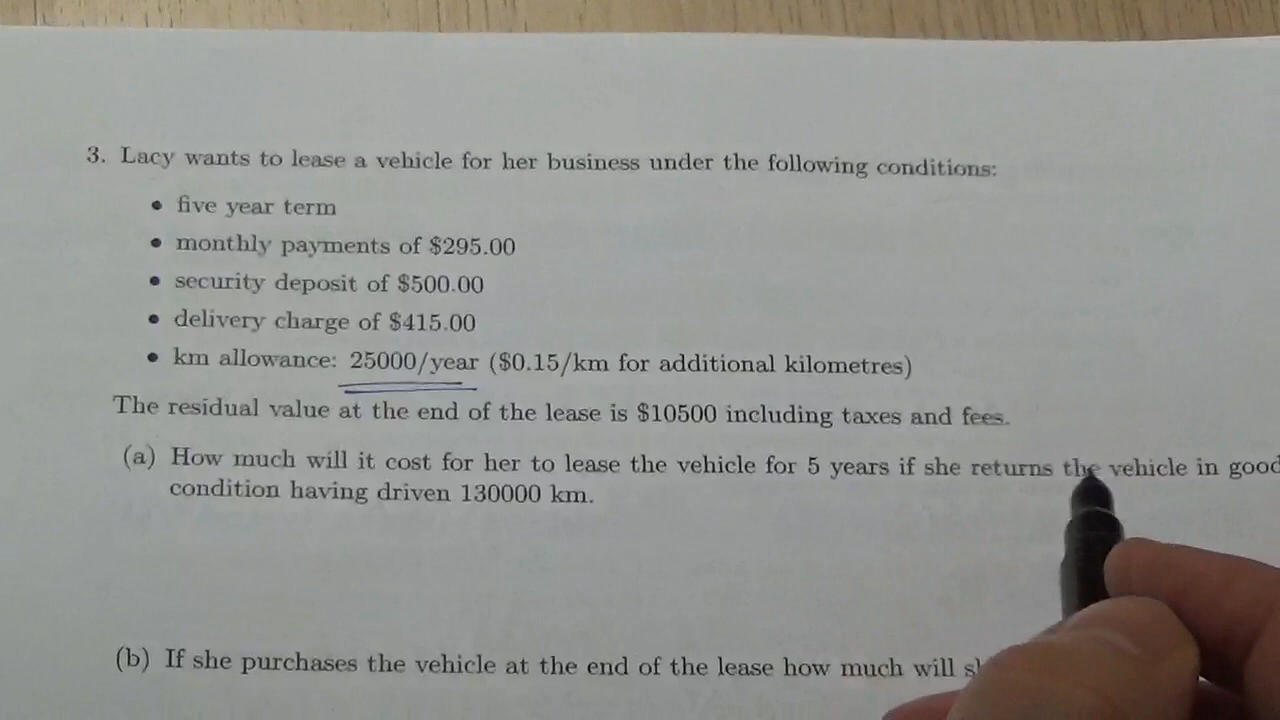 3. Lacy wants to lease a vehicle for her business under the following conditions:
• five year term
• monthly payments of $295.00
• security deposit of $500.00
• delivery charge of $415.00
• km allowance: 25000/year ($0.15/km for additional kilometres)
The residual value at the end of the lease is $10500 including taxes and fees.
(a) How much will it cost for her to lease the vehicle for 5 years if she returns the vehicle in good
condition having driven 130000 km.
(b) If she purchases the vehicle at the end of the lease how much will